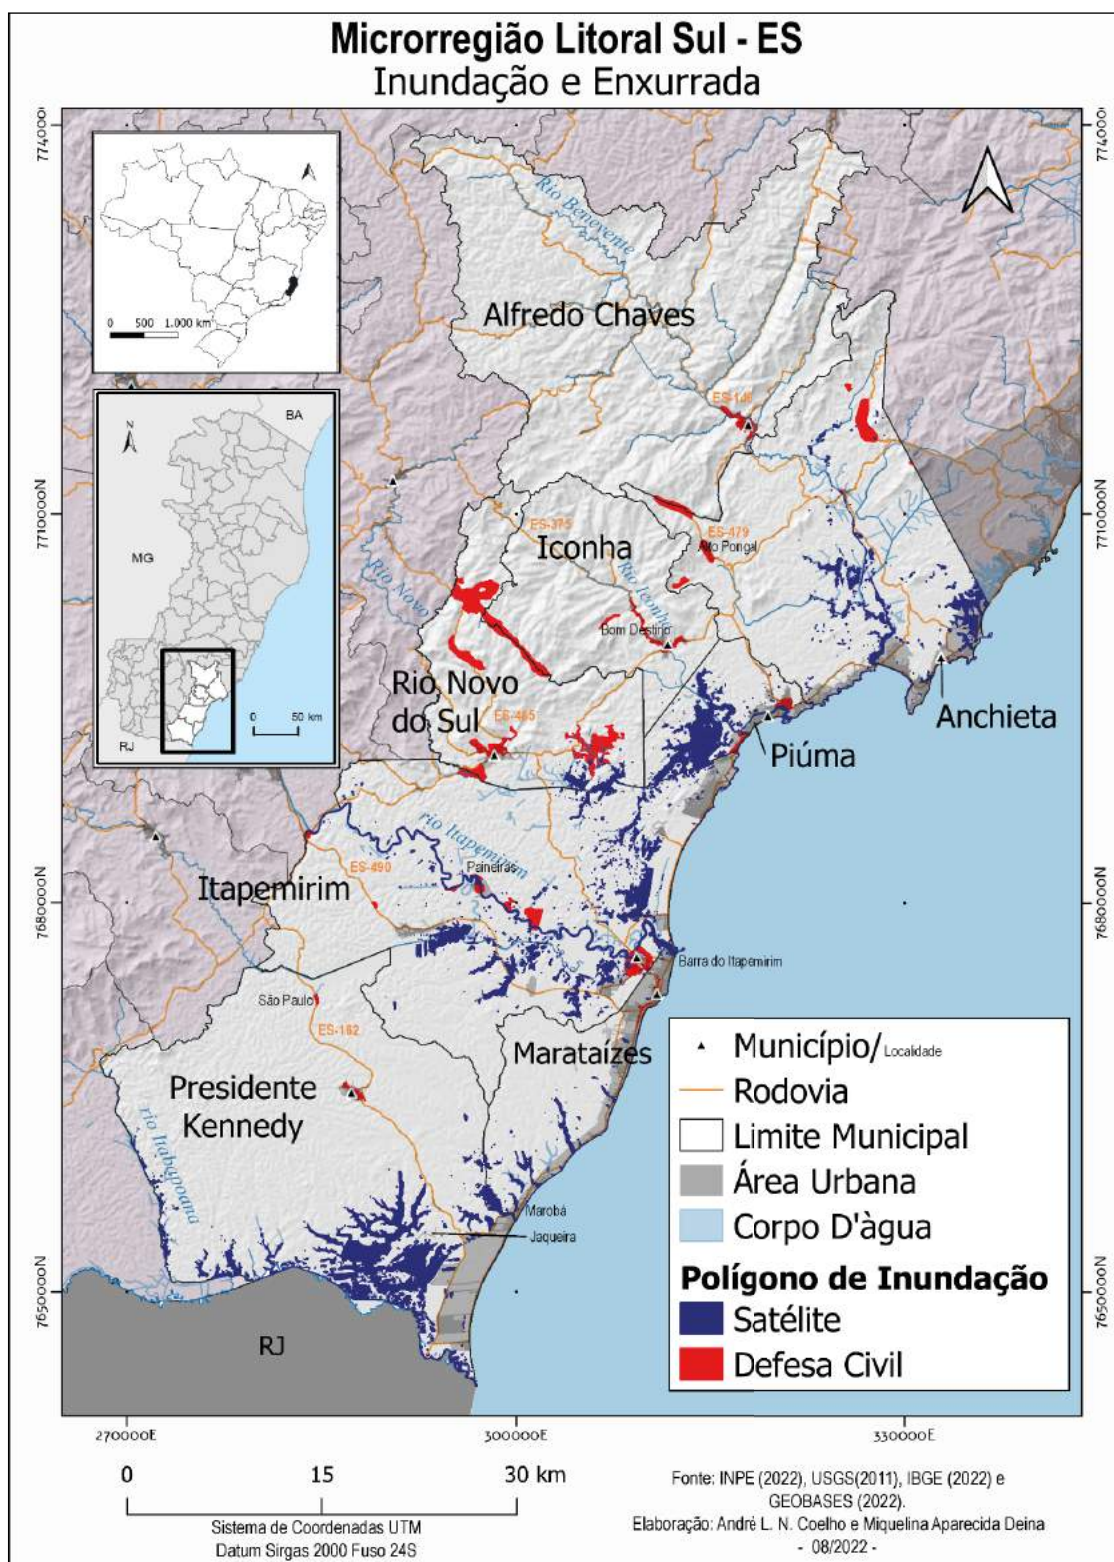 Microrregião Litoral Sul - ES
Inundação e Enxurrada
7740000N
7740000N
0 500 1.000 km
Rio Benevente
Alfredo Chaves
N
BA
MG
RJ
0 50 km
ES-146
7710000N
7710000N
ES-375
Iconha
ES-479
Alto Pongal
Rio Novo
Rio Iconha
Bom Destino
Rio Novo
do Sul
ES-485
Anchieta
Piúma
rio Itapemirim
ES-490
Paineiras
Itapemirim
7680000N
7680000N
Barra do Itapemirim
São Paulo
ES-162
Marataízes
Presidente
Kennedy
rio Itabapoana
Marobá
Jaqueira
7650000N
7650000N
RJ
Município/Localidade
Rodovia
Limite Municipal
Área Urbana
Corpo D'àgua
Polígono de Inundação
Satélite
Defesa Civil
270000E
300000E
330000E
0 15 30 km
Sistema de Coordenadas UTM
Datum Sirgas 2000 Fuso 24S
Fonte: INPE (2022), USGS(2011), IBGE (2022) e
GEOBASES (2022).
Elaboração: André L. N. Coelho e Miquelina Aparecida Deina
- 08/2022 -